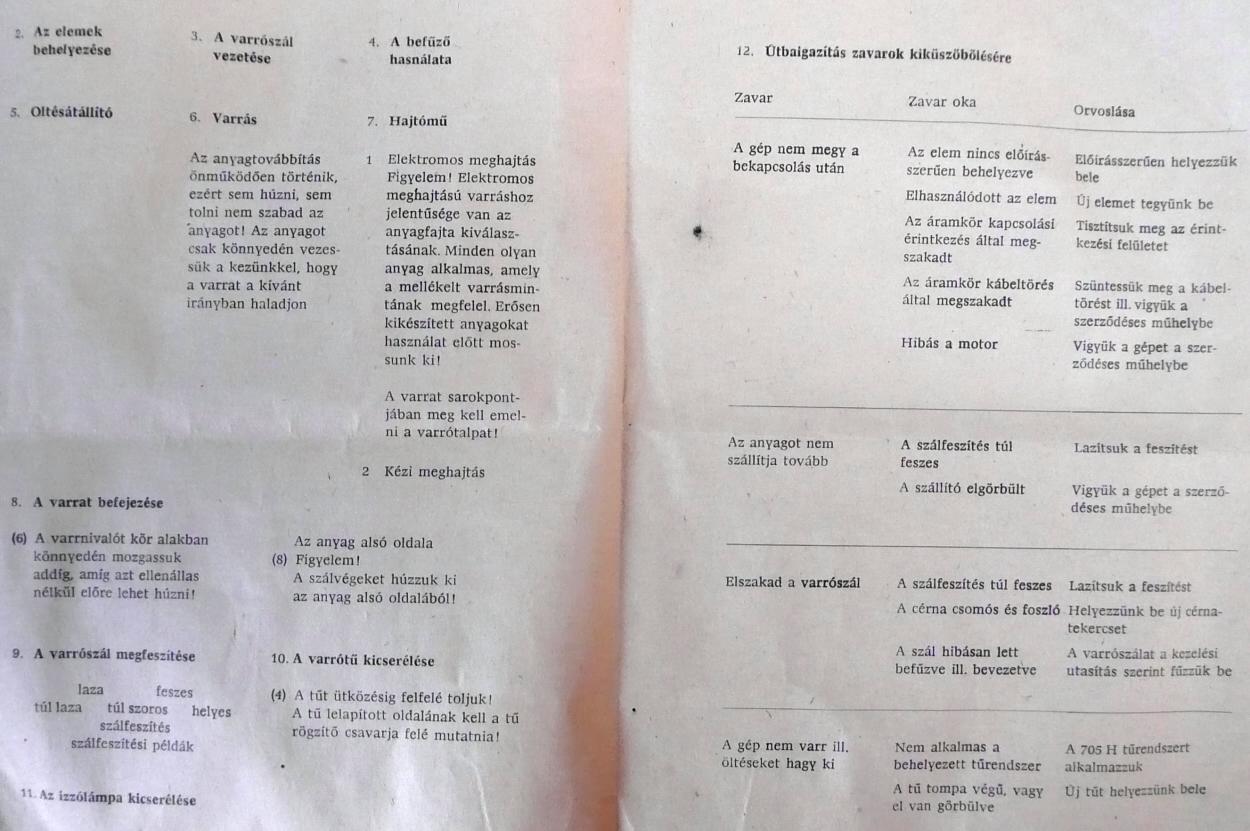 2. Az elemek
behelyezése
3. A varrószál
vezetése
4. A befűző
hasnálata
5. Oltésátállító
6. Varrás
Az anyagtovábbítás
önműködően történik,
ezért sem húzni, sem
tolni nem szabad az
anyagot! Az anyagot
csak könnyedén vezes-
sük a kezünkkel, hogy
a varrat a kívánt
irányban haladjon
7. Hajtómű
1 Elektromos meghajtás
Figyelem! Elektromos
meghajtású varráshoz
jelentűsége van az
anyagfajta kiválasz-
tásának. Minden olyan
anyag alkalmas, amely
a mellékelt varrásmin-
tának megfelel. Erősen
kikészített anyagokat
használat előtt mos-
sunk ki!
A varrat sarokpont-
jában meg kell emel-
ni a varrótalpat!
2 Kézi meghajtás
8. A varrat befejezése
(6) A varrnivalót kör alakban
könnyedén mozgassuk
addig, amíg azt ellenállas
nélkül előre lehet húzni!
Az anyag alsó oldala
(8) Figyelem!
A szálvégeket húzzuk ki
az anyag alsó oldalából!
9. A varrószál megfeszítése
laza feszes
túl laza túl szoros helyes
szálfeszítés
szálfeszítési példák
10. A varrótű kicserélése
(4) A tűt ütközésig felfelé toljuk!
A tű lelapított oldalának kell a tű
rögzítő csavarja felé mutatnia!
11. Az izzólámpa kicserélése
12. Útbaigazítás zavarok kiküszöbölésére
Zavar Zavar oka Orvoslása
A gép nem megy a
bekapcsolás után
Az elem nincs előírás-
szerűen behelyezve
Előírásszerűen helyezzük
bele
Elhasználódott az elem
Új elemet tegyünk be
Az áramkör kapcsolási
érintkezés által meg-
szakadt
Tisztítsuk meg az érint-
kezési felületet
Az áramkör kábeltörés
által megszakadt
Szüntessük meg a kábel-
törést ill. vigyük a
szerződéses műhelybe
Hibás a motor
Vigyük a gépet a szer-
ződéses műhelybe
Az anyagot nem
szállítja tovább
A szálfeszítés túl
feszes
Lazítsuk a feszítést
A szállító elgörbült
Vigyük a gépet a szerző-
déses műhelybe
Elszakad a varrószál
A szálfeszítés túl feszes
Lazítsuk a feszítést
A cérna csomós és foszló
Helyezzünk be új cérna-
tekercset
A szál hibásan lett
befűzve ill. bevezetve
A varrószálat a kezelési
utasítás szerint fűzzük be
A gép nem varr ill.
öltéseket hagy ki
Nem alkalmas a
behelyezett tűrendszer
A 705 H tűrendszert
alkalmazzuk
A tű tompa végű, vagy
el van görbülve
Új tűt helyezzünk bele